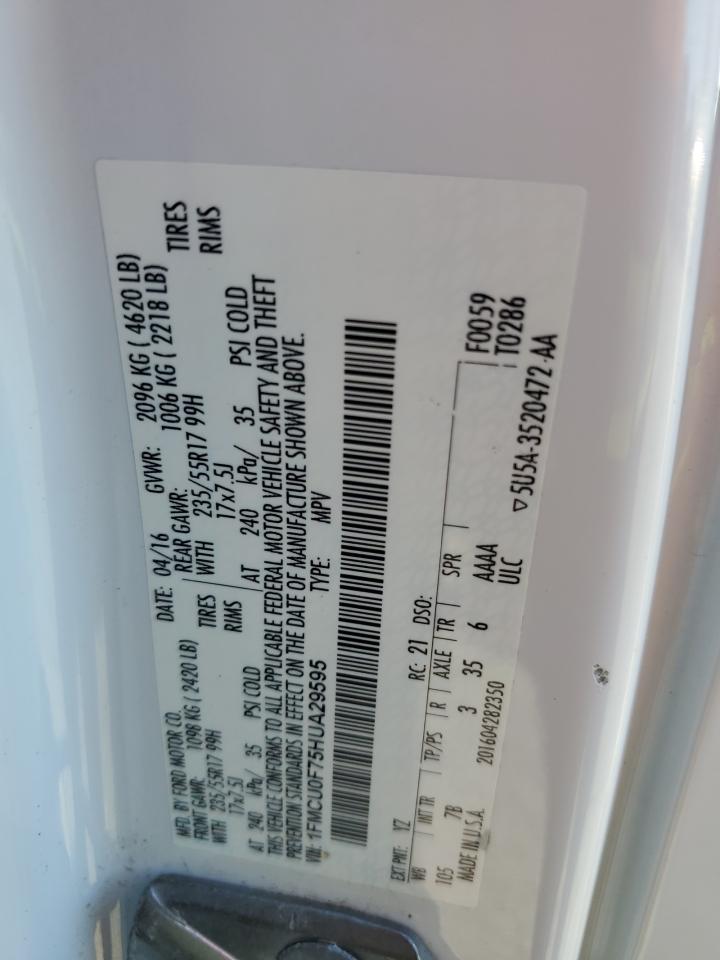 MFD. BY FORD MOTOR CO. DATE: 04/16 GVWR: 2096 KG ( 4620 LB)
FRONT GAWR: 1098 KG ( 2420 LB) REAR GAWR: 1006 KG ( 2218 LB)
WITH 235/55R17 99H TIRES WITH 235/55R17 99H TIRES
17x7.5J RIMS 17x7.5J RIMS
AT 240 kPa/ 35 PSI COLD AT 240 kPa/ 35 PSI COLD
THIS VEHICLE CONFORMS TO ALL APPLICABLE FEDERAL MOTOR VEHICLE SAFETY AND THEFT
PREVENTION STANDARDS IN EFFECT ON THE DATE OF MANUFACTURE SHOWN ABOVE.
VIN: 1FMCU0F75HUA29595 TYPE: MPV
EXT PNT: YZ RC: 21 DSO:
WB INT TR TP/PS R AXLE TR SPR F0059
105 7B 3 35 6 AAAA T0286
ULC
MADE IN U.S.A. 201604282350 ▽5U5A-3520472-AA